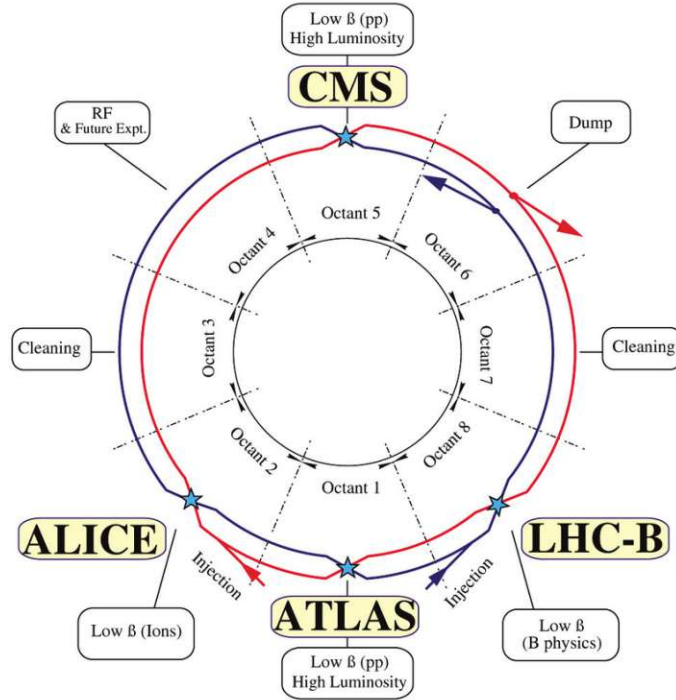 Low ß (pp)
High Luminosity
CMS
RF
& Future Expt.
Dump
Octant 5
Octant 4
Octant 6
Cleaning
Octant 3
Octant 7
Cleaning
Octant 2
Octant 8
Octant 1
ALICE
LHC-B
Injection
Injection
ATLAS
Low ß (Ions)
Low ß (pp)
High Luminosity
Low ß
(B physics)